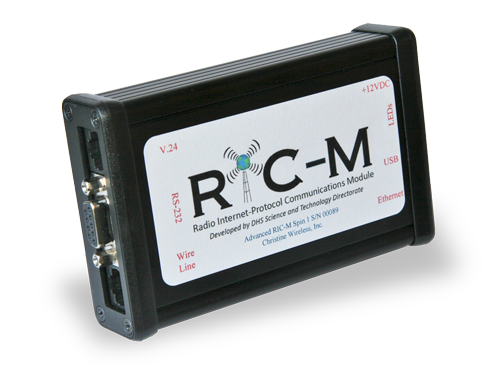 V.24
+12VDC
LEDs
RIC-M
RS-232
USB
Radio Internet-Protocol Communications Module
Developed by DHS Science and Technology Directorate
Ethernet
Wire
Line
Advanced RIC-M Spin 1 S/N 00089
Christine Wireless, Inc.